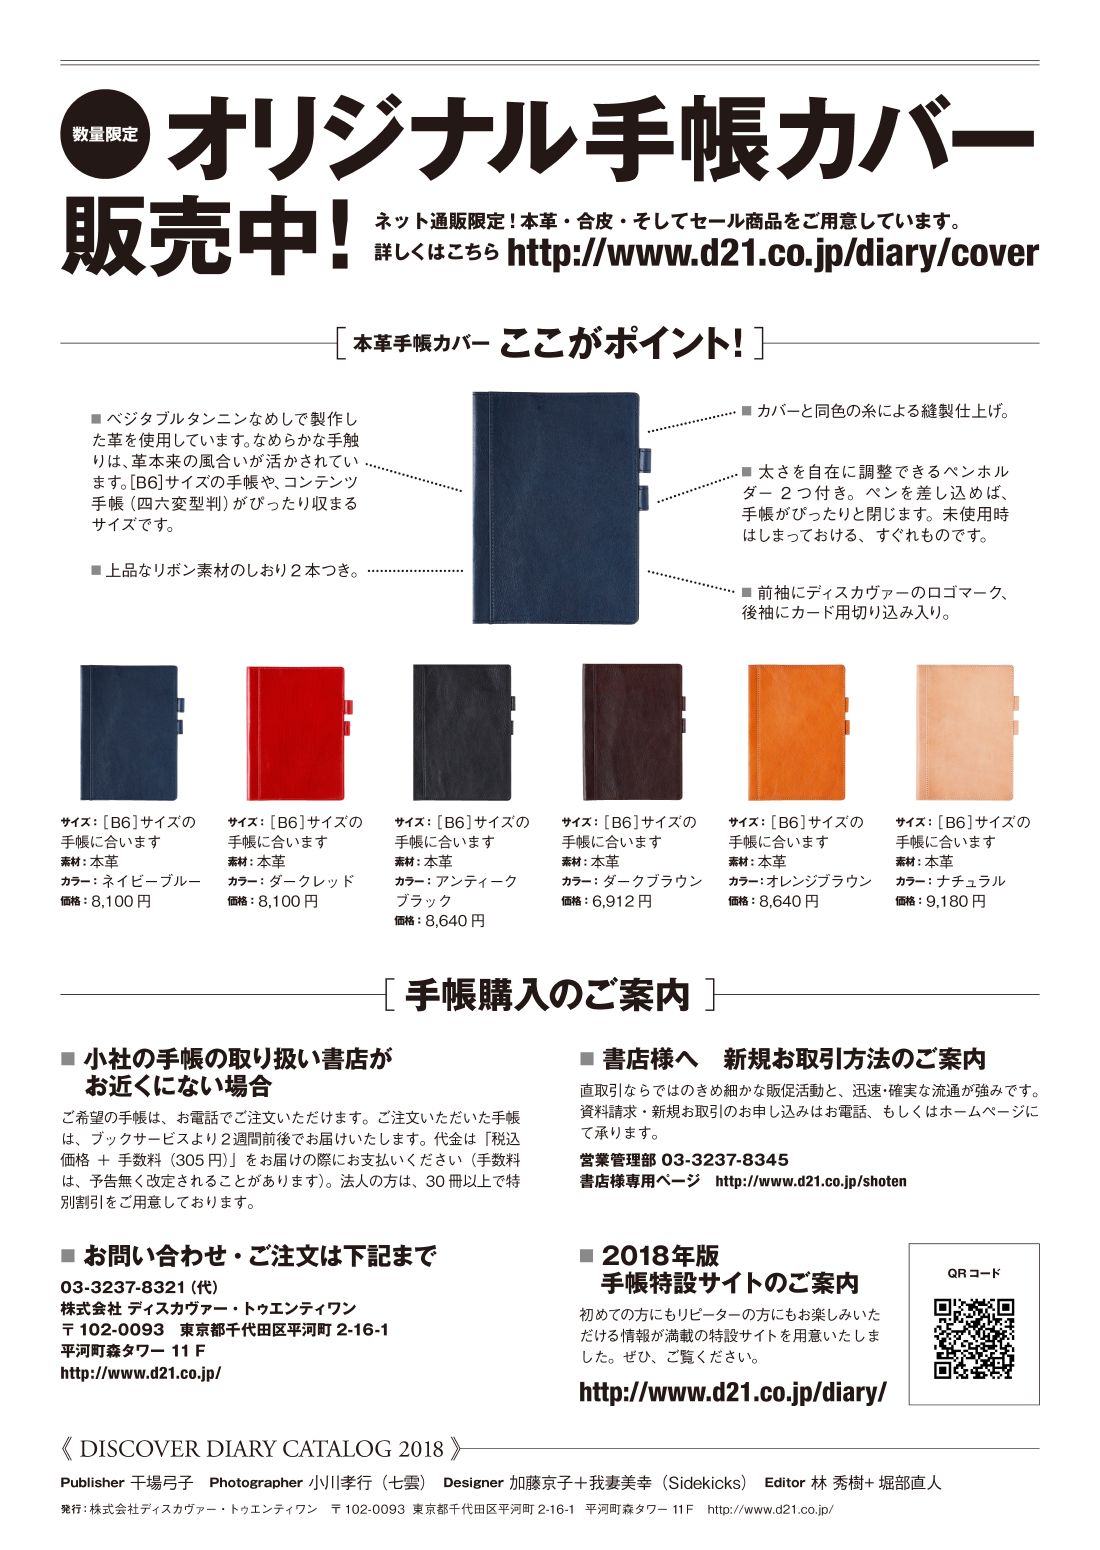 数量限定
オリジナル手帳カバー
販売中!
ネット通販限定!本革・合皮・そしてセール商品をご用意しています。
詳しくはこちら http://www.d21.co.jp/diary/cover
本革手帳カバー ここがポイント!
■ ベジタブルタンニンなめしで製作し
た革を使用しています。なめらかな手触
りは、革本来の風合いが活かされてい
ます。[B6]サイズの手帳や、コンテンツ
手帳(四六変型判)がぴったり収まる
サイズです。
■ 上品なリボン素材のしおり2本つき。
■ カバーと同色の糸による縫製仕上げ。
■ 太さを自在に調整できるペンホル
ダー2つ付き。ペンを差し込めば、
手帳がぴったりと閉じます。未使用時
はしまっておける、すぐれものです。
■ 前袖にディスカヴァーのロゴマーク、
後袖にカード用切り込み入り。
サイズ:[B6]サイズの
手帳に合います
素材:本革
カラー:ネイビーブルー
価格:8,100円
サイズ:[B6]サイズの
手帳に合います
素材:本革
カラー:ダークレッド
価格:8,100円
サイズ:[B6]サイズの
手帳に合います
素材:本革
カラー:アンティーク
ブラック
価格:8,640円
サイズ:[B6]サイズの
手帳に合います
素材:本革
カラー:ダークブラウン
価格:6,912円
サイズ:[B6]サイズの
手帳に合います
素材:本革
カラー:オレンジブラウン
価格:8,640円
サイズ:[B6]サイズの
手帳に合います
素材:本革
カラー:ナチュラル
価格:9,180円
手帳購入のご案内
■ 小社の手帳の取り扱い書店が
お近くにない場合
ご希望の手帳は、お電話でご注文いただけます。ご注文いただいた手帳
は、ブックサービスより2週間前後でお届けいたします。代金は「税込
価格 + 手数料(305円)」をお届けの際にお支払いください(手数料
は、予告無く改定されることがあります)。法人の方は、30冊以上で特
別割引をご用意しております。
■ お問い合わせ・ご注文は下記まで
03-3237-8321(代)
株式会社 ディスカヴァー・トゥエンティワン
〒102-0093 東京都千代田区平河町2-16-1
平河町森タワー 11F
http://www.d21.co.jp/
■ 書店様へ 新規お取引方法のご案内
直取引ならではのきめ細かな販促活動と、迅速・確実な流通が強みです。
資料請求・新規お取引のお申し込みはお電話、もしくはホームページに
て承ります。
営業管理部 03-3237-8345
書店様専用ページ http://www.d21.co.jp/shoten
■ 2018年版
手帳特設サイトのご案内
初めての方にもリピーターの方にもお楽しみいた
だける情報が満載の特設サイトを用意いたしま
した。ぜひ、ご覧ください。
http://www.d21.co.jp/diary/
QRコード
《 DISCOVER DIARY CATALOG 2018 》
Publisher 干場弓子 Photographer 小川孝行(七雲) Designer 加藤京子+我妻美幸(Sidekicks) Editor 林 秀樹+堀部直人
発行:株式会社ディスカヴァー・トゥエンティワン 〒102-0093 東京都千代田区平河町2-16-1 平河町森タワー11F http://www.d21.co.jp/